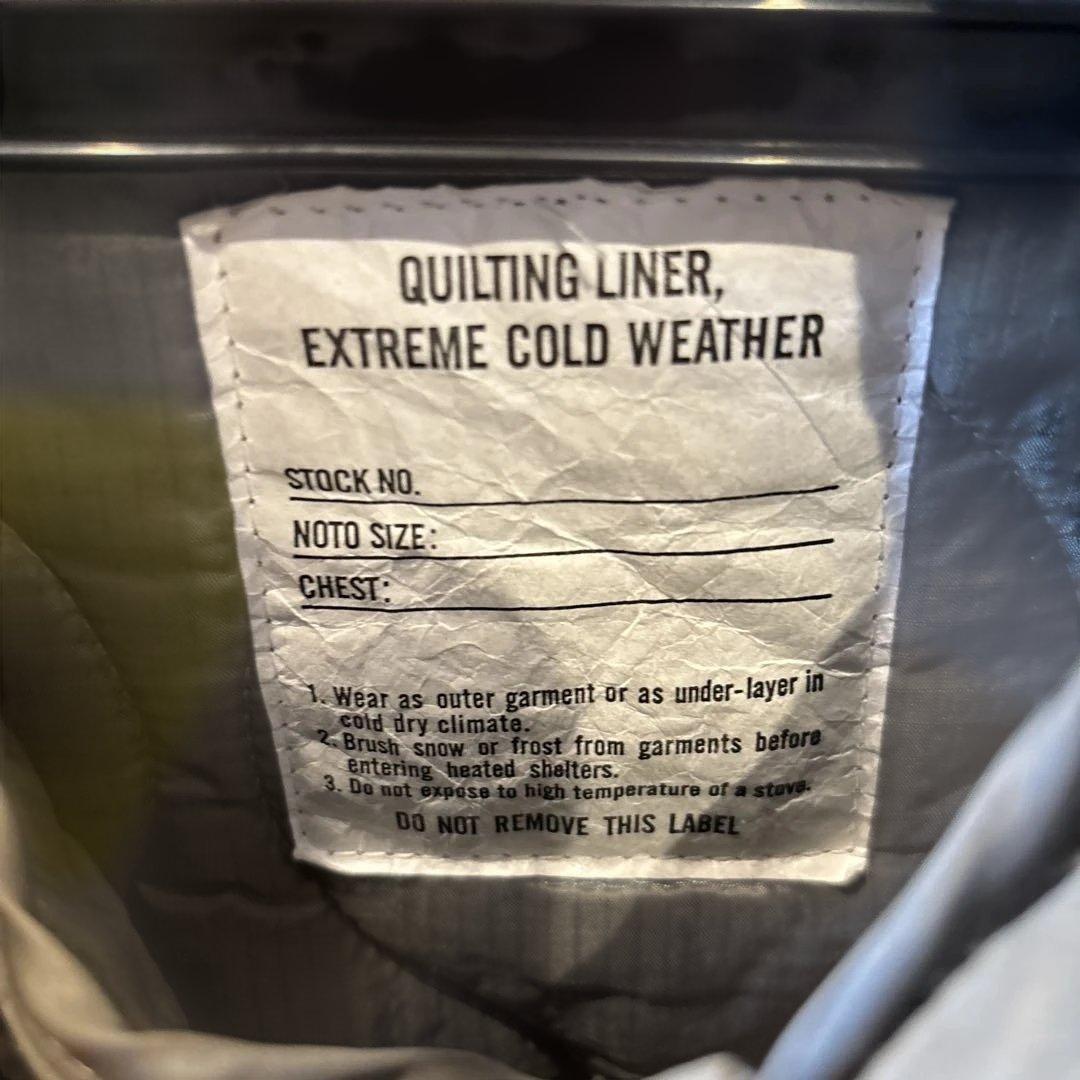 QUILTING LINER,
EXTREME COLD WEATHER
STOCK NO.
NOTO SIZE:
CHEST:
1. Wear as outer garment or as under-layer in
cold dry climate.
2. Brush snow or frost from garments before
entering heated shelters.
3. Do not expose to high temperature of a stove.
DO NOT REMOVE THIS LABEL